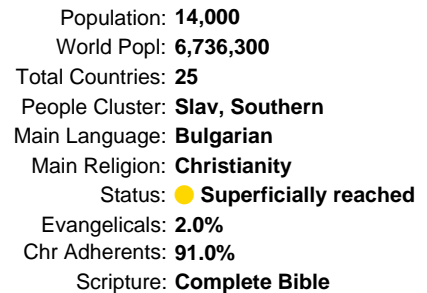 Population: 14,000
World Popl: 6,736,300
Total Countries: 25
People Cluster: Slav, Southern
Main Language: Bulgarian
Main Religion: Christianity
Status: Superficially reached
Evangelicals: 2.0%
Chr Adherents: 91.0%
Scripture: Complete Bible